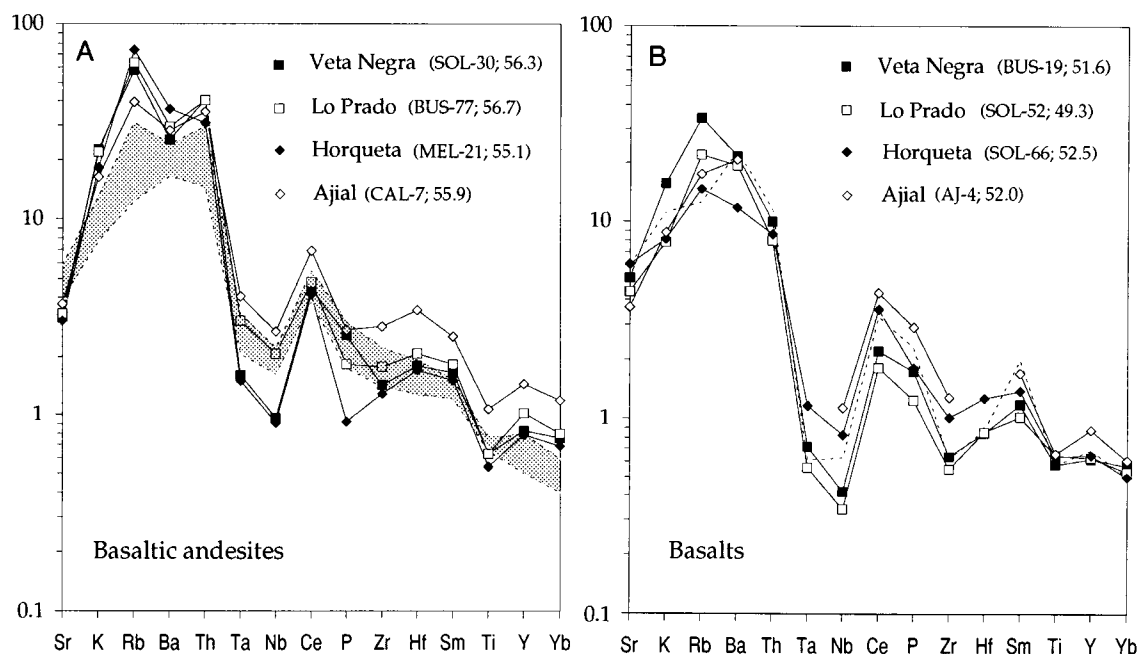 A
100
10
1
0.1
Veta Negra (SOL-30; 56.3)
Lo Prado (BUS-77; 56.7)
Horqueta (MEL-21; 55.1)
Ajial (CAL-7; 55.9)
Basaltic andesites
Sr K Rb Ba Th Ta Nb Ce P Zr Hf Sm Ti Y Yb
B
100
10
1
0.1
Veta Negra (BUS-19; 51.6)
Lo Prado (SOL-52; 49.3)
Horqueta (SOL-66; 52.5)
Ajial (AJ-4; 52.0)
Basalts
Sr K Rb Ba Th Ta Nb Ce P Zr Hf Sm Ti Y Yb